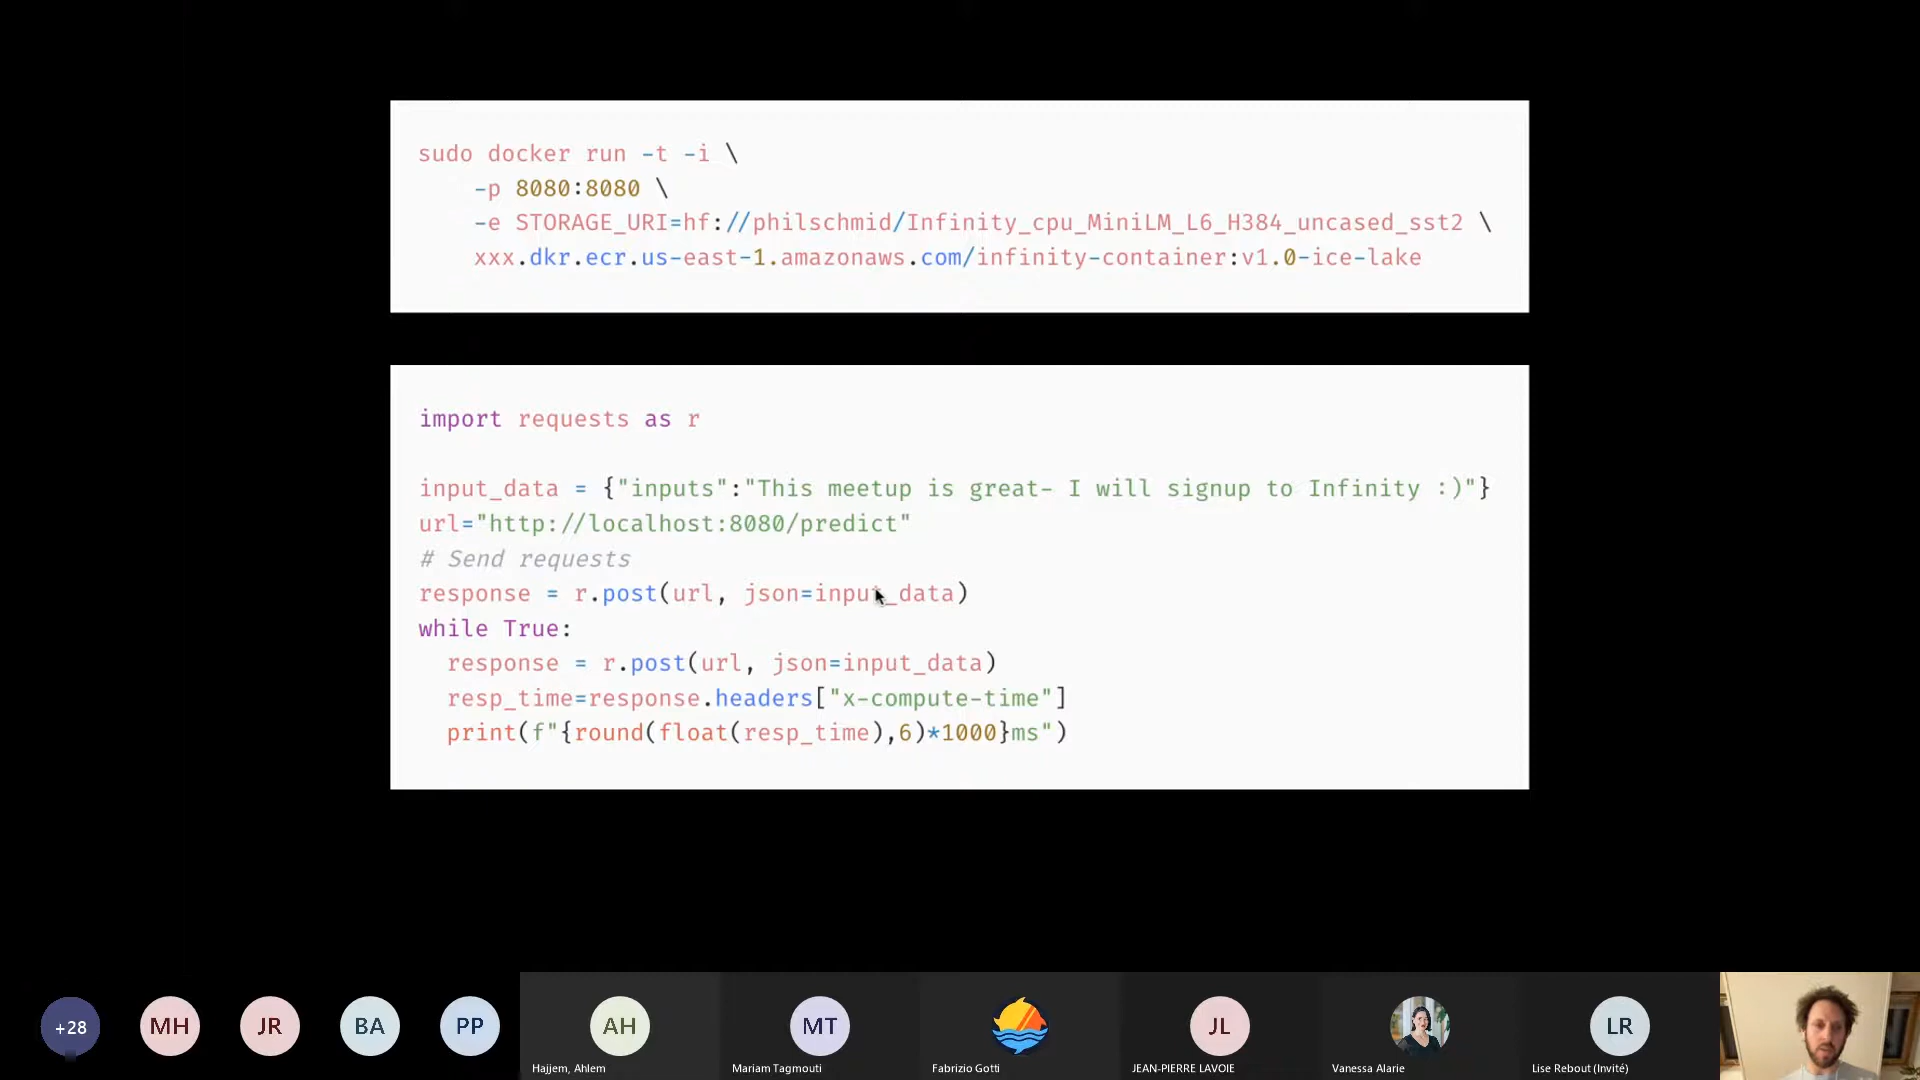 sudo docker run -t -i \
-p 8080:8080 \
-e STORAGE_URI=hf://philschmid/Infinity_cpu_MiniLM_L6_H384_uncased_sst2 \
xxx.dkr.ecr.us-east-1.amazonaws.com/infinity-container:v1.0-ice-lake
import requests as r
input_data = {"inputs":"This meetup is great- I will signup to Infinity :)"}
url="http://localhost:8080/predict"
# Send requests
response = r.post(url, json=input_data)
while True:
response = r.post(url, json=input_data)
resp_time=response.headers["x-compute-time"]
print(f"{round(float(resp_time),6)*1000}ms")
+28
MH
JR
BA
PP
AH
MT
JL
LR
Hajjem, Ahlem
Mariam Tagmouti
Fabrizio Gotti
JEAN-PIERRE LAVOIE
Vanessa Alarie
Lise Rebout (Invité)